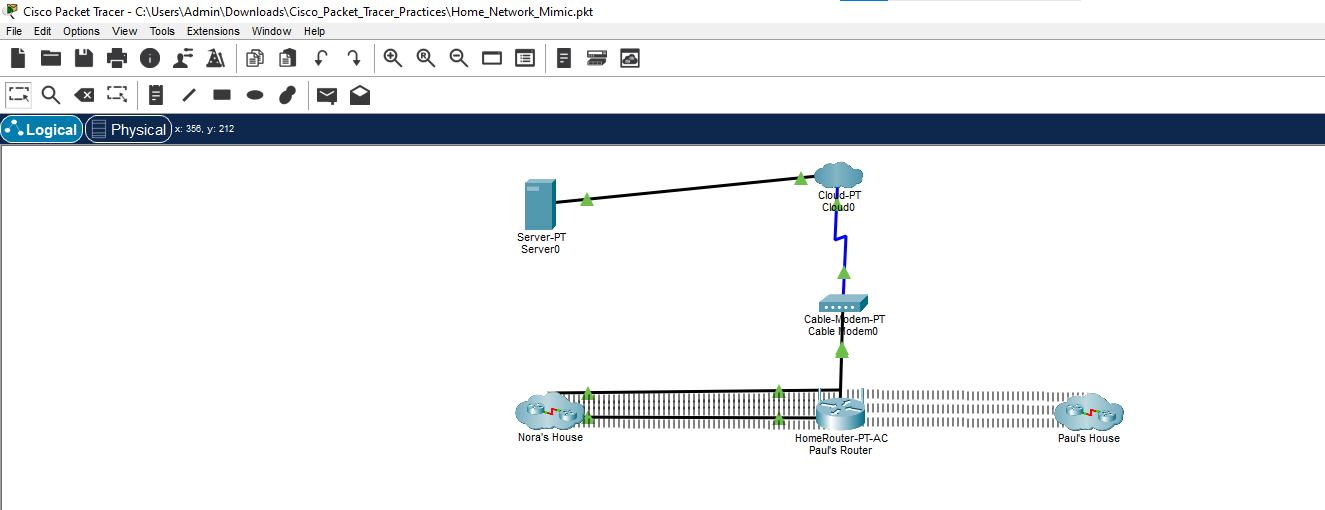 Cisco Packet Tracer - C:\Users\Admin\Downloads\Cisco_Packet_Tracer_Practices\Home_Network_Mimic.pkt
File Edit Options View Tools Extensions Window Help
Logical Physical x: 356, y: 212
Cloud-PT
Cloud0
Server-PT
Server0
Cable-Modem-PT
Cable Modem0
Nora's House
HomeRouter-PT-AC
Paul's Router
Paul's House